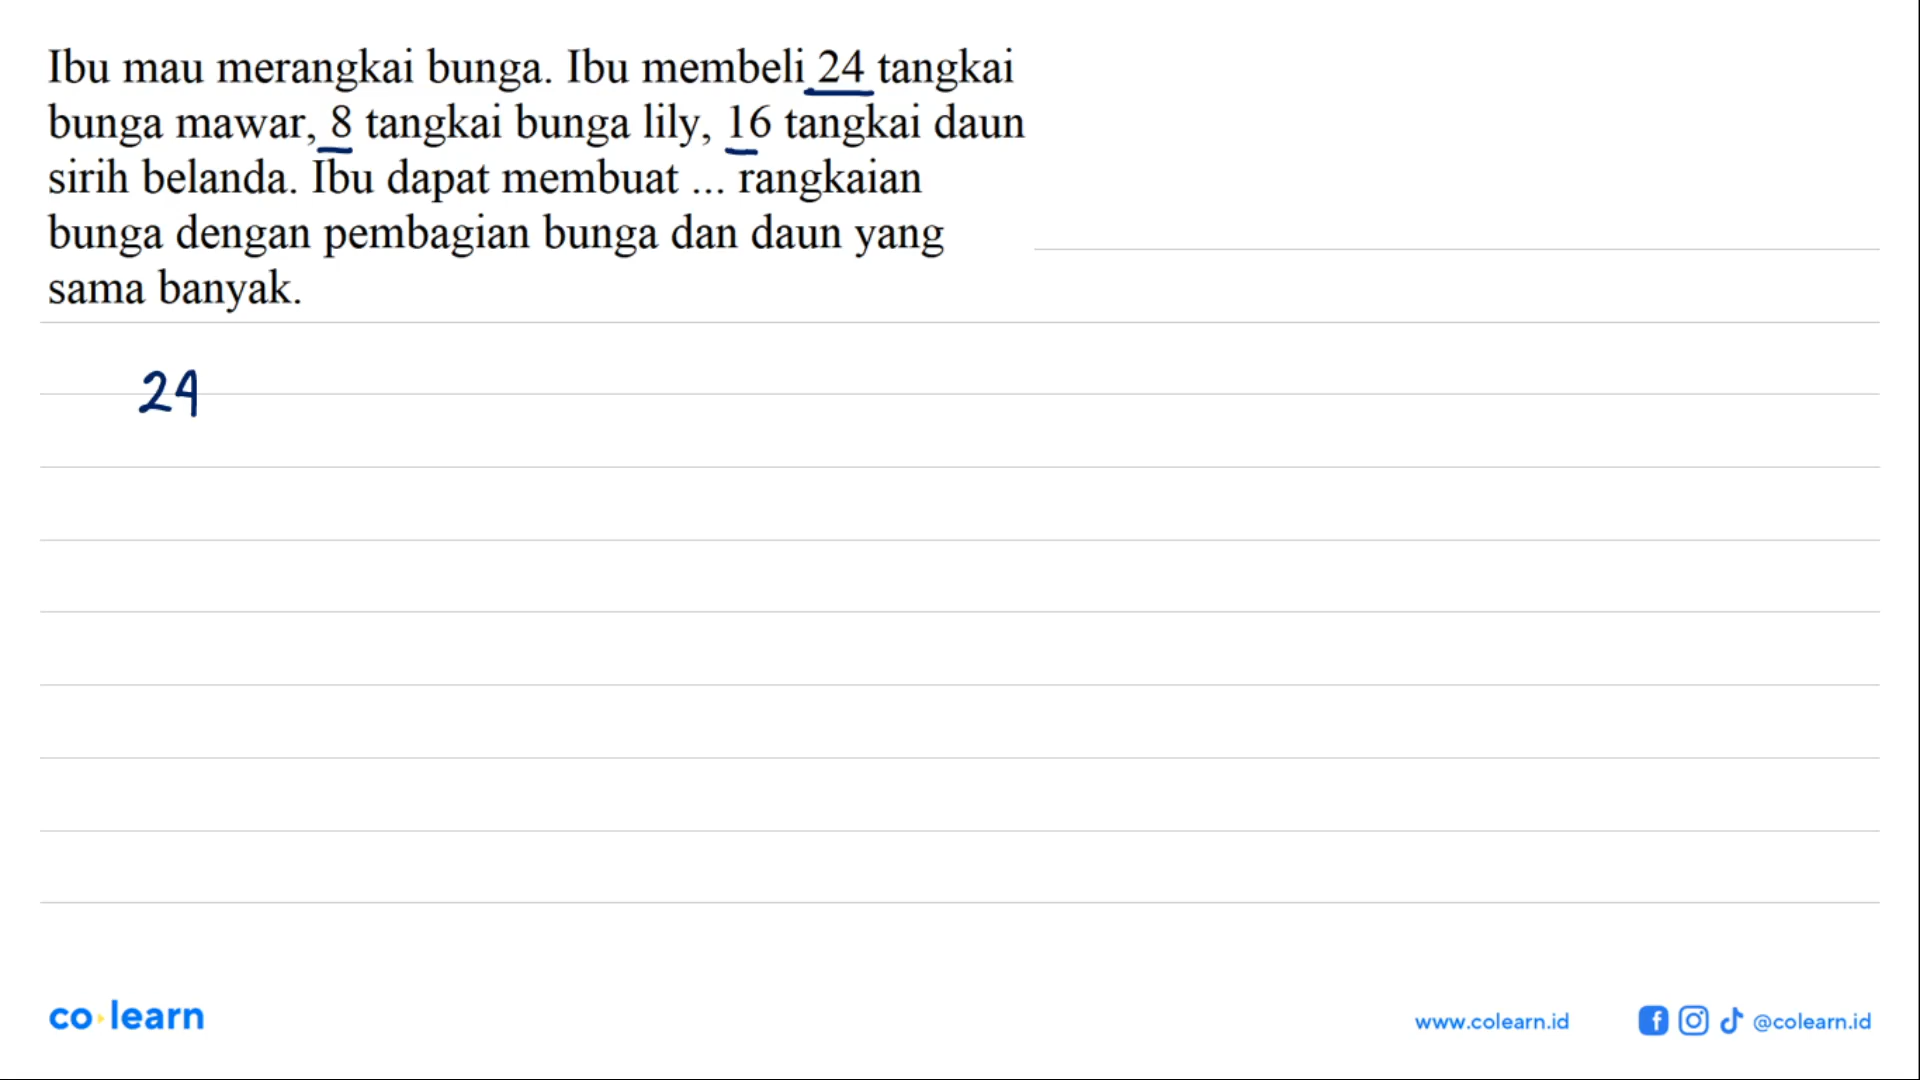 Ibu mau merangkai bunga. Ibu membeli 24 tangkai
bunga mawar, 8 tangkai bunga lily, 16 tangkai daun
sirih belanda. Ibu dapat membuat ... rangkaian
bunga dengan pembagian bunga dan daun yang
sama banyak.
24
co learn
www.colearn.id
@colearn.id